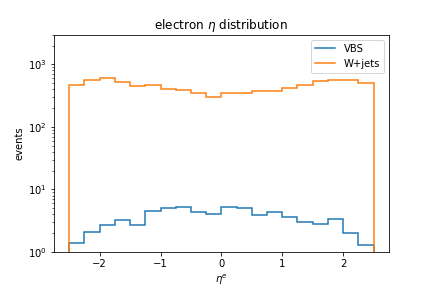 electron η distribution
VBS
W+jets
events
10³
10²
10¹
10⁰
−2
−1
0
1
2
ηᵉ